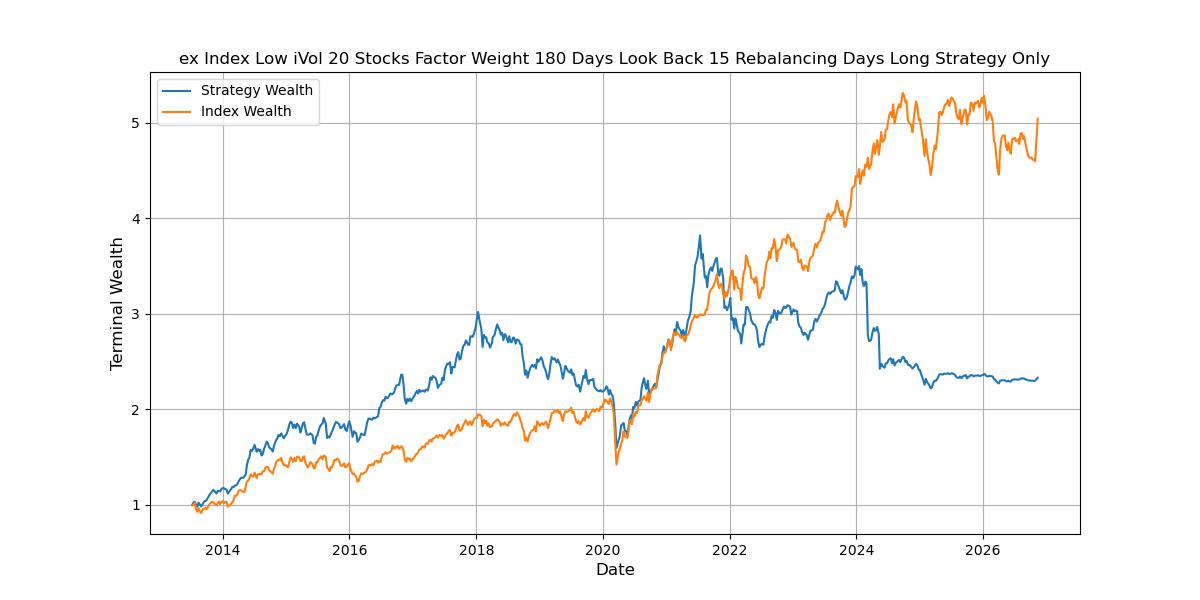 ex Index Low iVol 20 Stocks Factor Weight 180 Days Look Back 15 Rebalancing Days Long Strategy Only
Strategy Wealth
Index Wealth
Terminal Wealth
5
4
3
2
1
2014 2016 2018 2020 2022 2024 2026
Date